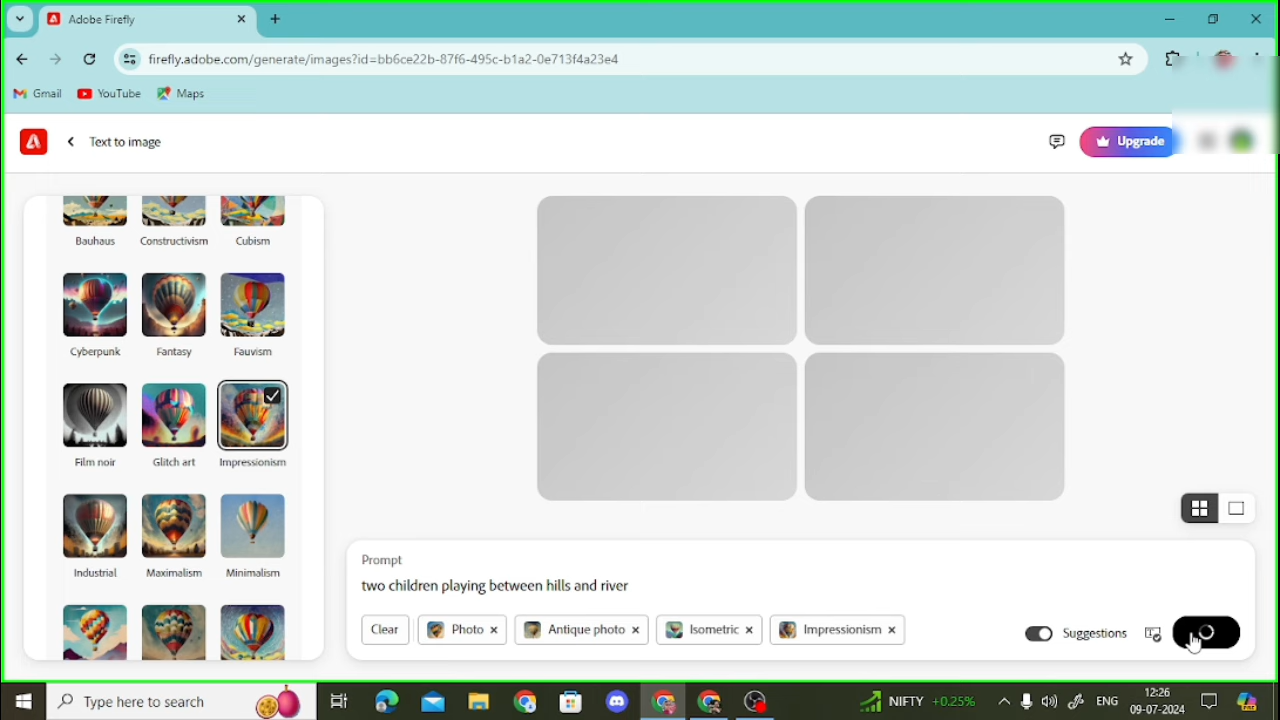 Adobe Firefly
firefly.adobe.com/generate/images?id=bb6ce22b-87f6-495c-b1a2-0e713f4a23e4
Gmail YouTube Maps
Text to image
Upgrade
Bauhaus Constructivism Cubism
Cyberpunk Fantasy Fauvism
Film noir Glitch art Impressionism
Industrial Maximalism Minimalism
Prompt
two children playing between hills and river
Clear Photo Antique photo Isometric Impressionism
Suggestions
Type here to search
NIFTY +0.25%
ENG
12:26
09-07-2024